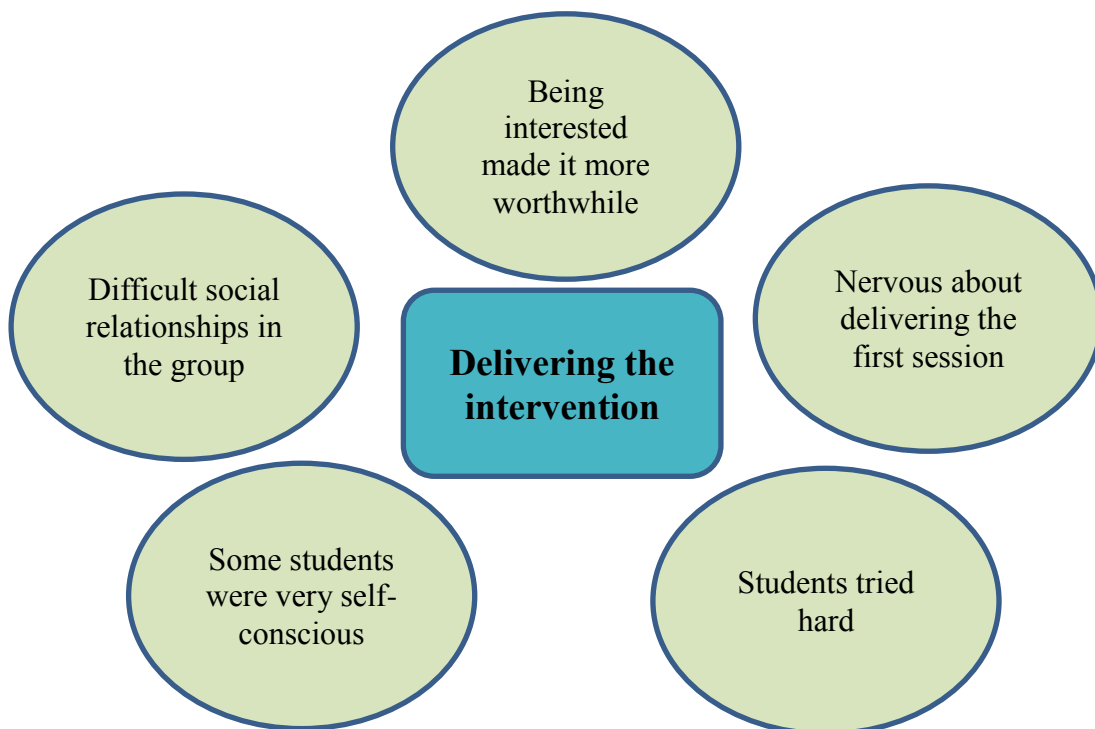 Being
interested
made it more
worthwhile
Difficult social
relationships in
the group
Nervous about
delivering the
first session
Delivering the
intervention
Some students
were very self-
conscious
Students tried
hard